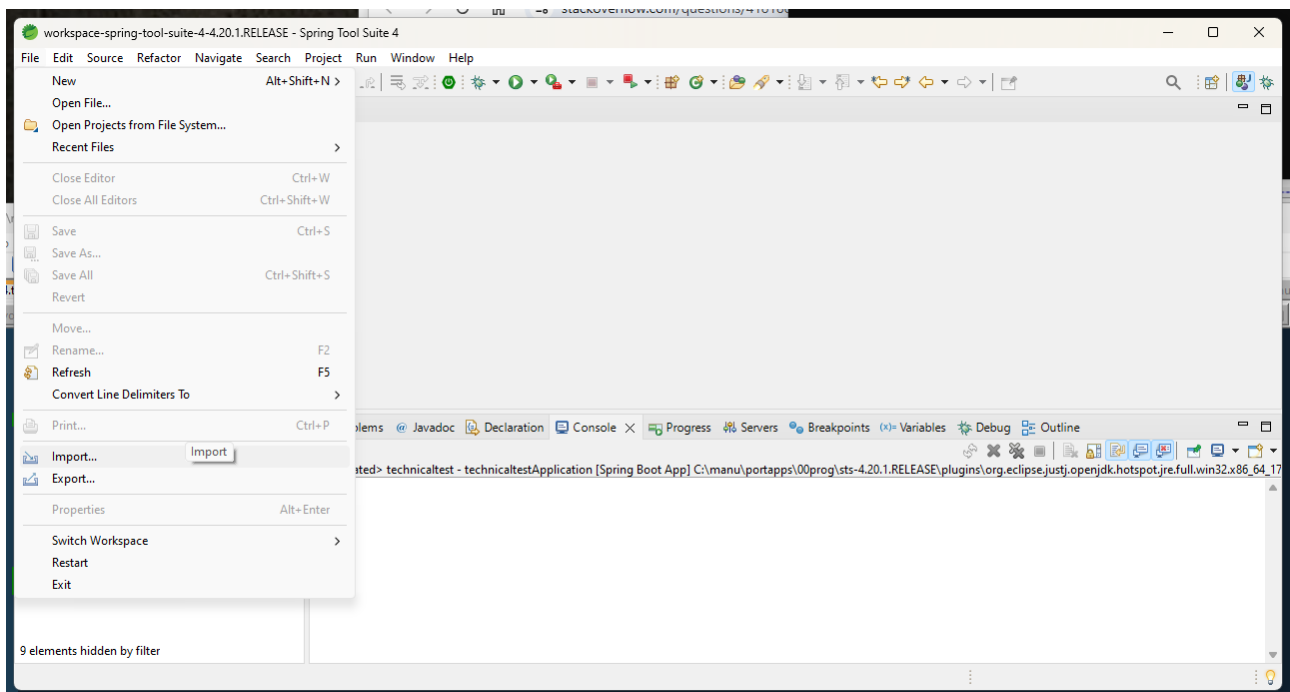 stackoverflow.com/questions/
workspace-spring-tool-suite-4-4.20.1.RELEASE - Spring Tool Suite 4
File Edit Source Refactor Navigate Search Project Run Window Help
New Alt+Shift+N >
Open File...
Open Projects from File System...
Recent Files >
Close Editor Ctrl+W
Close All Editors Ctrl+Shift+W
Save Ctrl+S
Save As...
Save All Ctrl+Shift+S
Revert
Move...
Rename... F2
Refresh F5
Convert Line Delimiters To >
Print... Ctrl+P
lems @ Javadoc Declaration Console Progress Servers Breakpoints (x)= Variables Debug Outline
Import... Import
ated> technicaltest - technicaltestApplication [Spring Boot App] C:\manu\portapps\00prog\sts-4.20.1.RELEASE\plugins\org.eclipse.justj.openjdk.hotspot.jre.full.win32.x86_64_17
Export...
Properties Alt+Enter
Switch Workspace >
Restart
Exit
9 elements hidden by filter